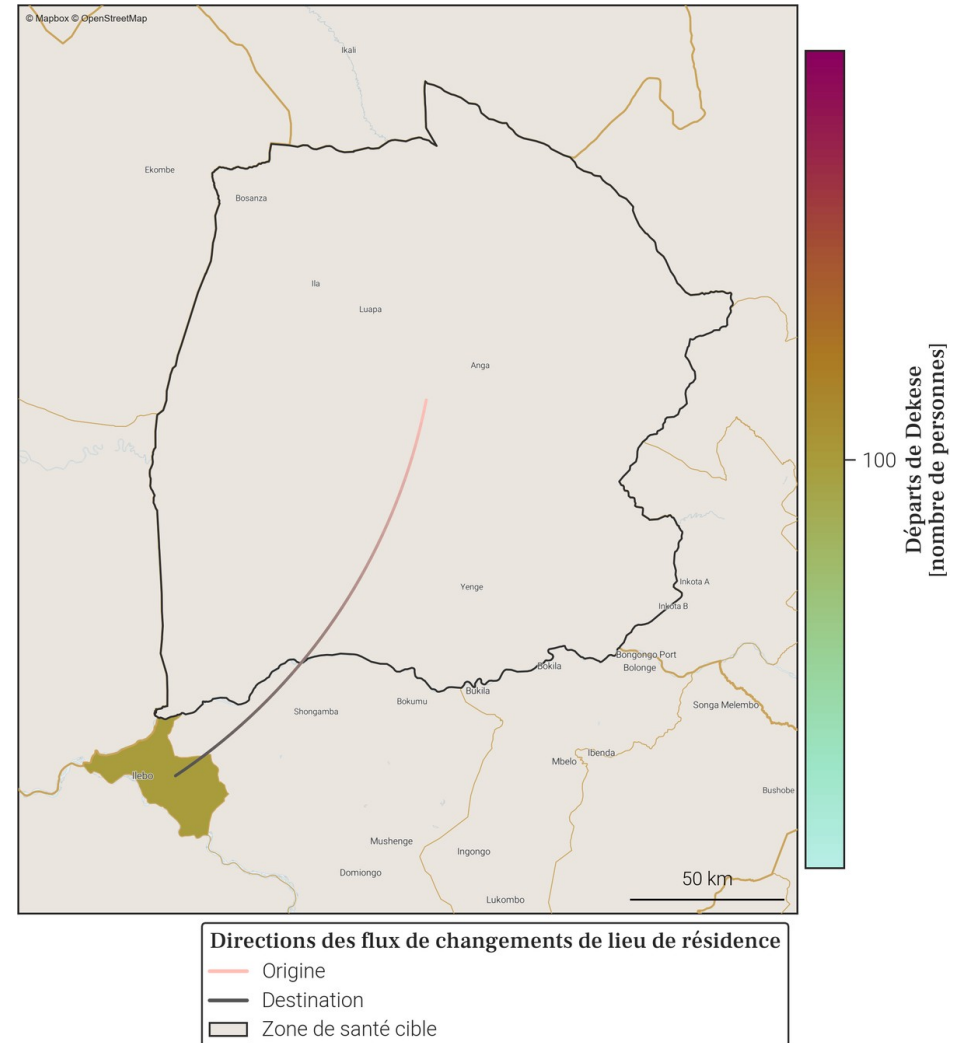 © Mapbox © OpenStreetMap
Ikali
Ekombe
Bosanza
Ila
Luapa
Anga
100
Départs de Dekese
[nombre de personnes]
Yenge
Inkota A
Inkota B
Bongongo Port
Bokila
Bolonge
Bukila
Bokumu
Songa Melembo
Shongamba
Ibenda
Mbelo
Ilebo
Bushobe
Mushenge
Ingongo
Domiongo
50 km
Lukombo
Directions des flux de changements de lieu de résidence
Origine
Destination
Zone de santé cible